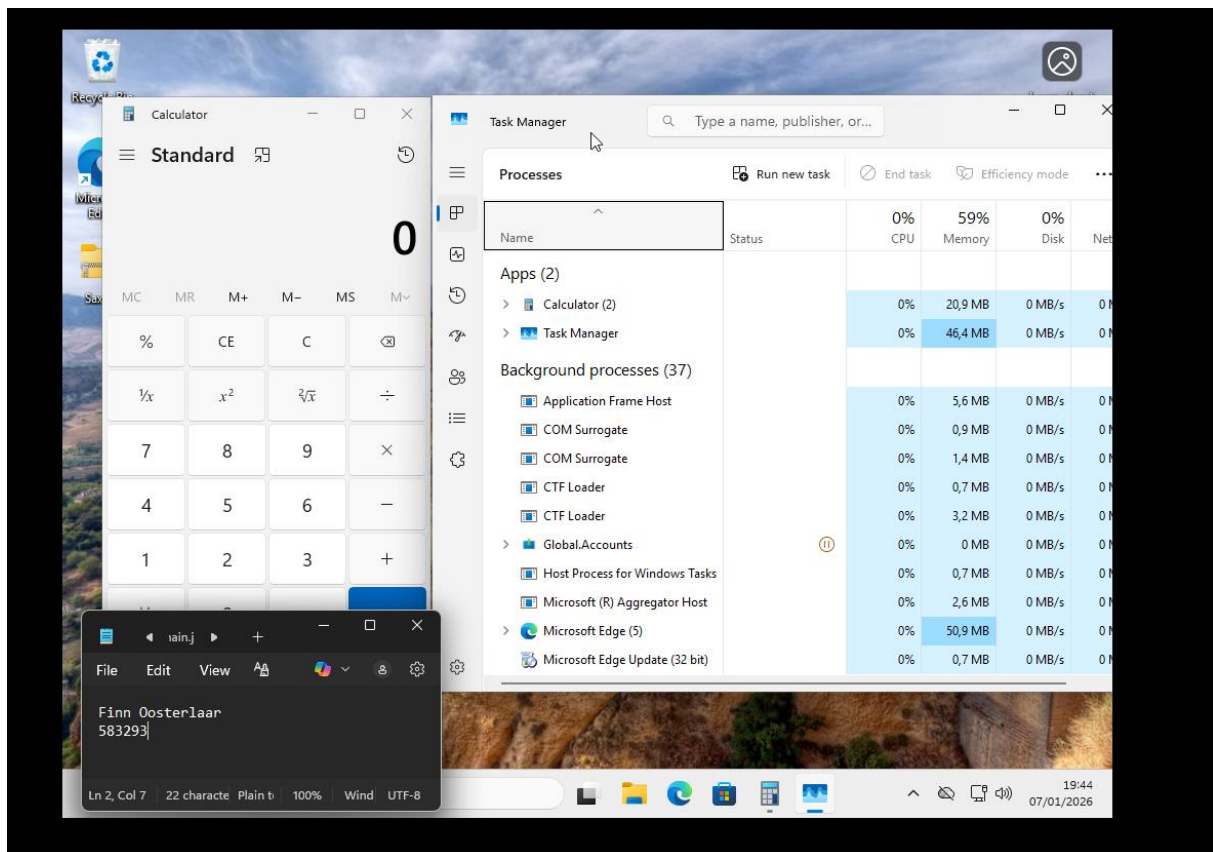 Calculator
Standard
0
MC MR M+ M- MS M
% CE C
¹/x x² ²√x ÷
7 8 9 ×
4 5 6 −
1 2 3 +
Task Manager
Type a name, publisher, or...
Processes
Run new task
End task
Efficiency mode
Name Status 0% CPU 59% Memory 0% Disk
Apps (2)
Calculator (2) 0% 20,9 MB 0 MB/s
Task Manager 0% 46,4 MB 0 MB/s
Background processes (37)
Application Frame Host 0% 5,6 MB 0 MB/s
COM Surrogate 0% 0,9 MB 0 MB/s
COM Surrogate 0% 1,4 MB 0 MB/s
CTF Loader 0% 0,7 MB 0 MB/s
CTF Loader 0% 3,2 MB 0 MB/s
Global.Accounts 0% 0 MB 0 MB/s
Host Process for Windows Tasks 0% 0,7 MB 0 MB/s
Microsoft (R) Aggregator Host 0% 2,6 MB 0 MB/s
Microsoft Edge (5) 0% 50,9 MB 0 MB/s
Microsoft Edge Update (32 bit) 0% 0,7 MB 0 MB/s
File Edit View
Finn Oosterlaar
583293
Ln 2, Col 7 22 characte Plain t 100% Wind UTF-8
19:44
07/01/2026